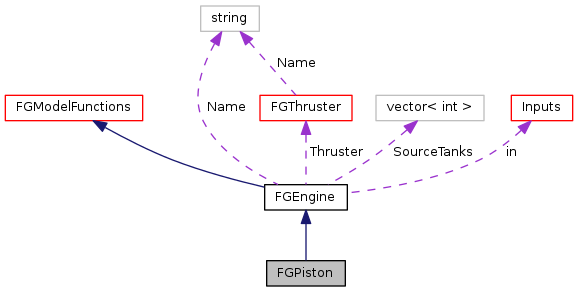 string
Name
FGModelFunctions
Name
FGThruster
vector< int >
Inputs
Thruster
SourceTanks
in
FGEngine
FGPiston